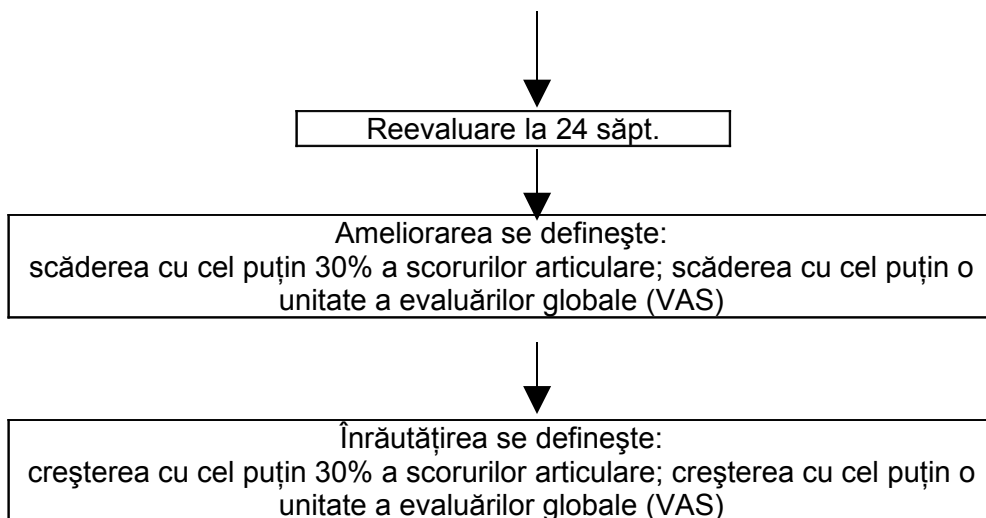 Reevaluare la 24 săpt.
Ameliorarea se defineşte:
scăderea cu cel puțin 30% a scorurilor articulare; scăderea cu cel puțin o
unitate a evaluărilor globale (VAS)
Înrăutățirea se defineşte:
creşterea cu cel puțin 30% a scorurilor articulare; creşterea cu cel puțin o
unitate a evaluărilor globale (VAS)